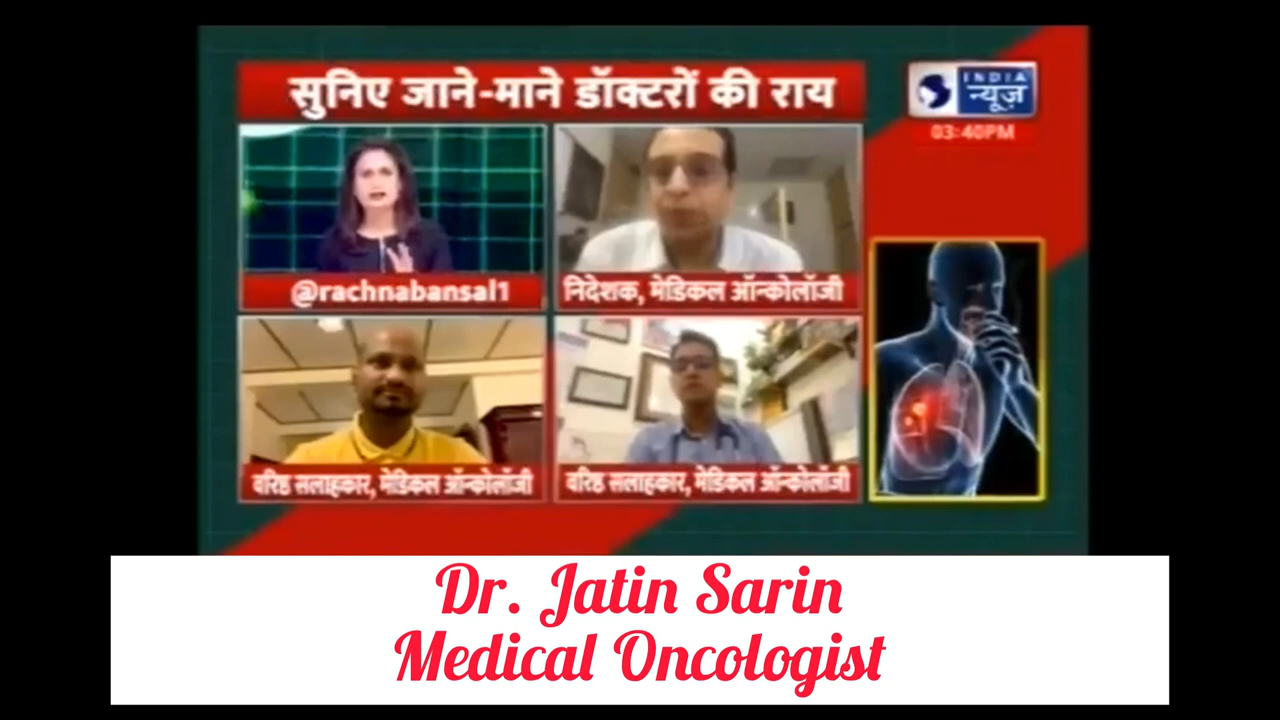 सुनिए जाने-माने डॉक्टरों की राय
INDIA
न्यूज़
03:40PM
@rachnabansal1
निदेशक, मेडिकल ऑन्कोलॉजी
वरिष्ठ सलाहकार, मेडिकल ऑन्कोलॉजी
वरिष्ठ सलाहकार, मेडिकल ऑन्कोलॉजी
Dr. Jatin Sarin
Medical Oncologist